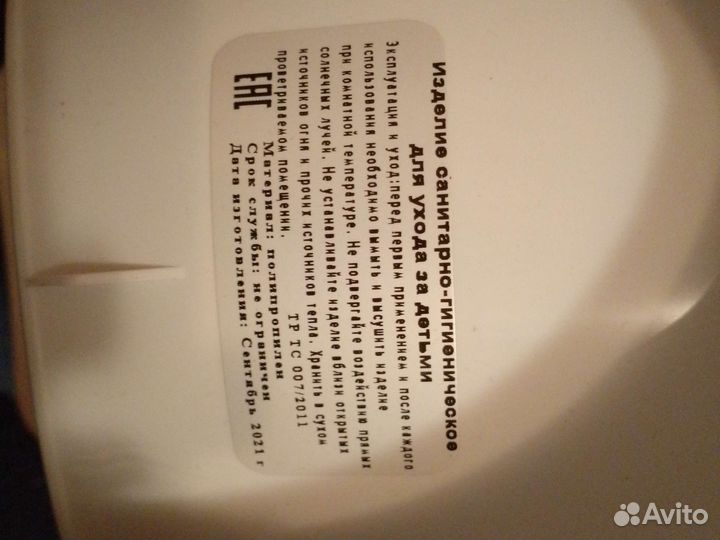 Изделие санитарно-гигиеническое
для ухода за детьми
Эксплуатация и уход:перед первым применением и после каждого
использования необходимо вымыть и высушить изделие
при комнатной температуре. Не подвергайте воздействию прямых
солнечных лучей. Не устанавливайте изделие вблизи открытых
источников огня и прочих источников тепла. Хранить в сухом
проветриваемом помещении.
ТР ТС 007/2011
EAC
Материал: полипропилен
Срок службы: не ограничен
Дата изготовления: Сентябрь 2021 г
Avito